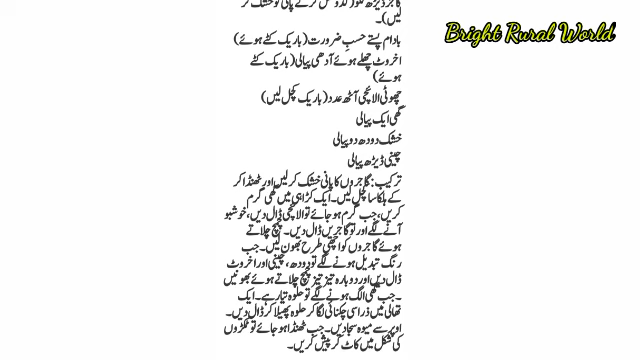 گاجر ڈیڑھ کلو (کدوکش کر کے پانی کو خشک کر
لیں)۔
Bright Rural World
بادام پستے حسبِ ضرورت (باریک کٹے ہوئے)
اخروٹ چھلے ہوئے آدھی پیالی (باریک کٹے
ہوئے)
چھوٹی الائچی آٹھ عدد (باریک کچل لیں)
گھی ایک پیالی
خشک دودھ دو پیالی
چینی ڈیڑھ پیالی
ترکیب: گاجروں کا پانی خشک کر لیں اور ٹھنڈا کر
کے ہلکا سا کچل لیں۔ ایک کڑاہی میں گھی گرم
کریں، جب گرم ہو جائے تو الائچی ڈال دیں، خوشبو
آنے لگے اور تو گاجریں ڈال دیں۔ چمچ چلاتے
ہوئے گاجروں کو اچھی طرح بھون لیں۔ جب
رنگ تبدیل ہونے لگے تو دودھ، چینی اور اخروٹ
ڈال دیں اور دوبارہ تیز تیز چمچ چلاتے ہوئے بھونیں
۔ جب گھی الگ ہونے لگے تو حلوہ تیار ہے۔ ایک
تھالی میں ذرا سی چکنائی لگا کر حلوہ پھیلا کر ڈال دیں۔
اوپر سے میوہ سجا دیں۔ جب ٹھنڈا ہو جائے تو ٹکڑوں
کی شکل میں کاٹ کر پیش کریں۔